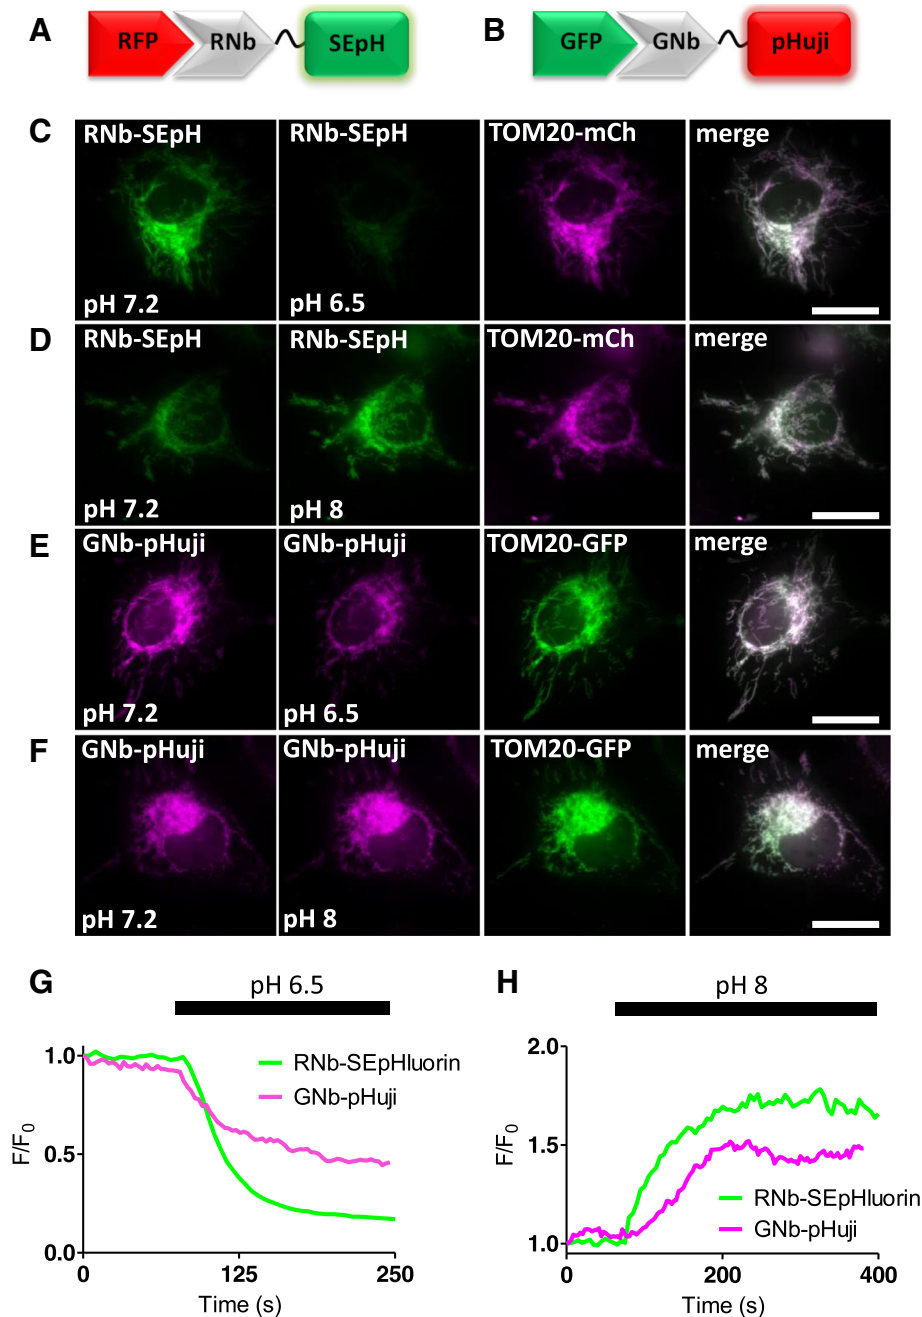 A
RFP
RNb
SEpH
B
GFP
GNb
pHuji
C
RNb-SEpH
RNb-SEpH
TOM20-mCh
merge
pH 7.2
pH 6.5
D
RNb-SEpH
RNb-SEpH
TOM20-mCh
merge
pH 7.2
pH 8
E
GNb-pHuji
GNb-pHuji
TOM20-GFP
merge
pH 7.2
pH 6.5
F
GNb-pHuji
GNb-pHuji
TOM20-GFP
merge
pH 7.2
pH 8
G
pH 6.5
1.0
0.5
0.0
F/F0
RNb-SEpHluorin
GNb-pHuji
0
125
250
Time (s)
H
pH 8
2.0
1.5
1.0
F/F0
RNb-SEpHluorin
GNb-pHuji
0
200
400
Time (s)